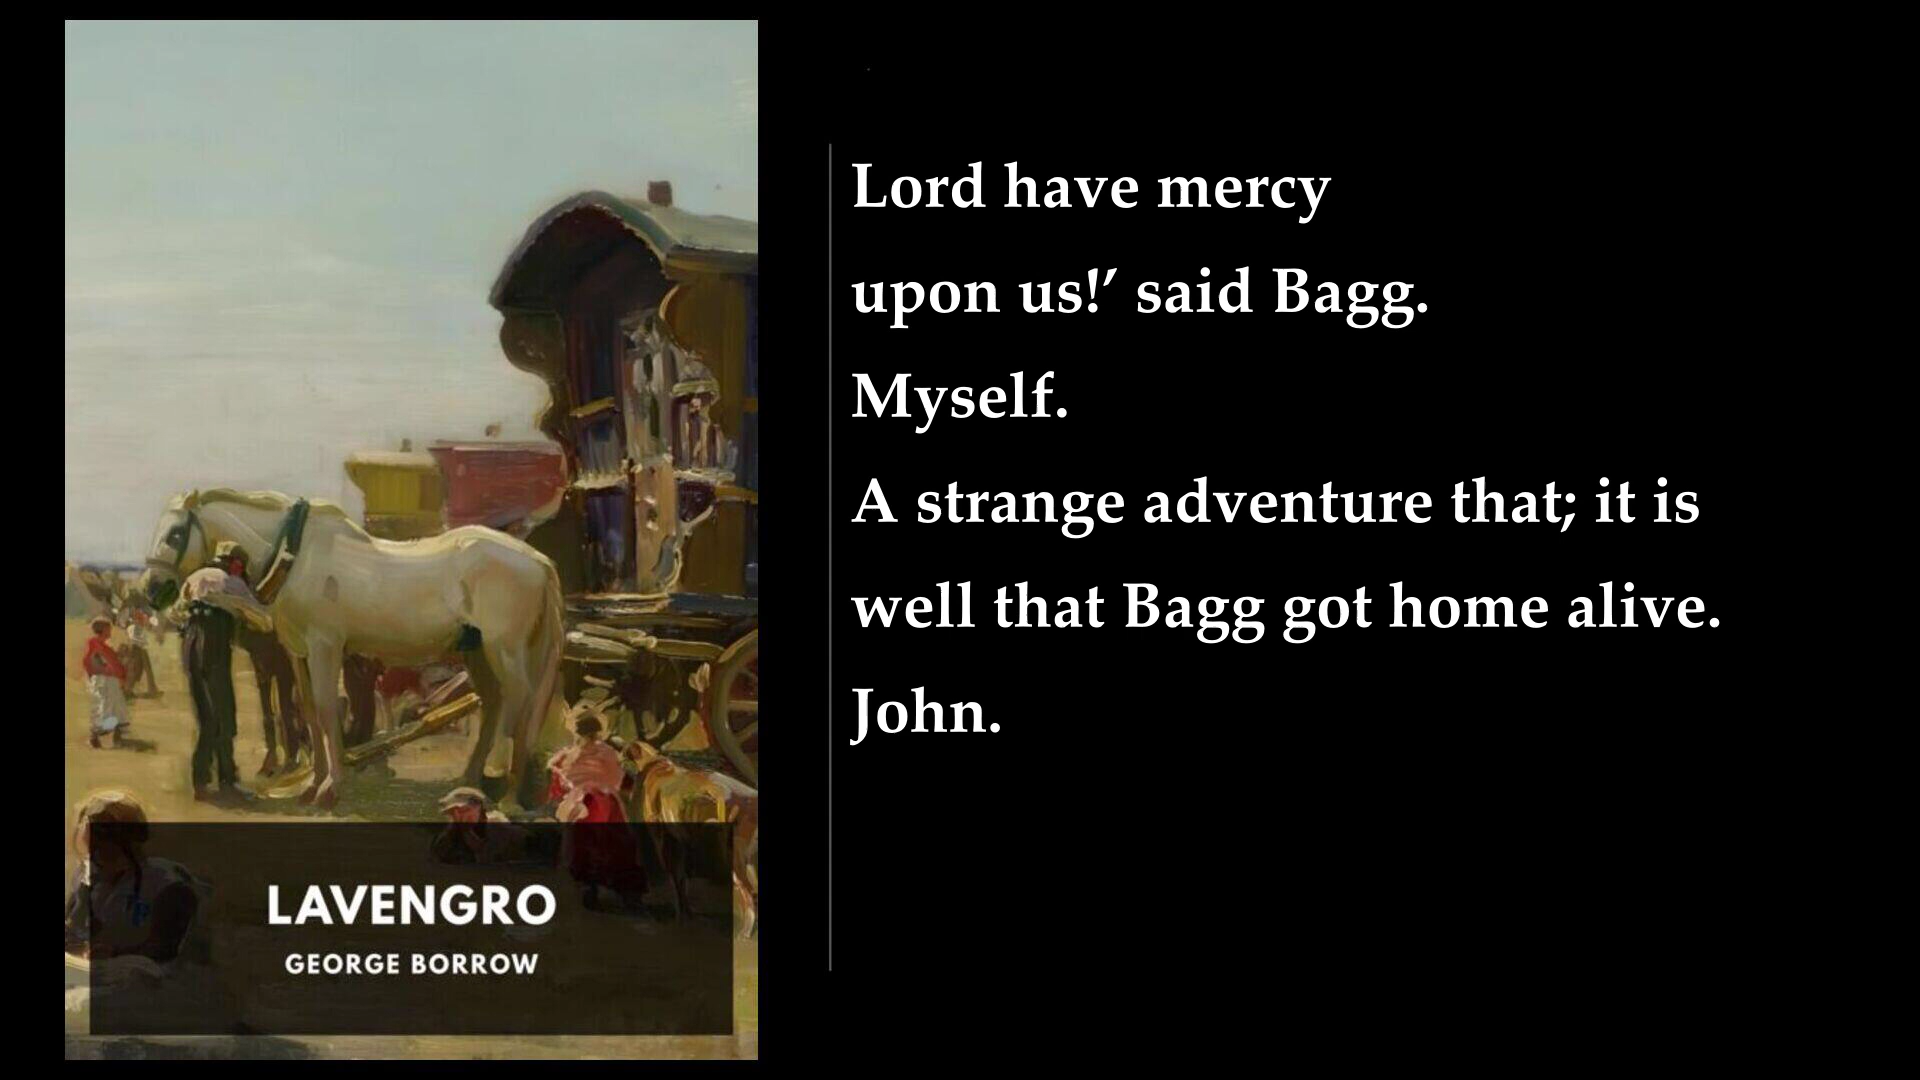 LAVENGRO
GEORGE BORROW
Lord have mercy
upon us!’ said Bagg.
Myself.
A strange adventure that; it is
well that Bagg got home alive.
John.